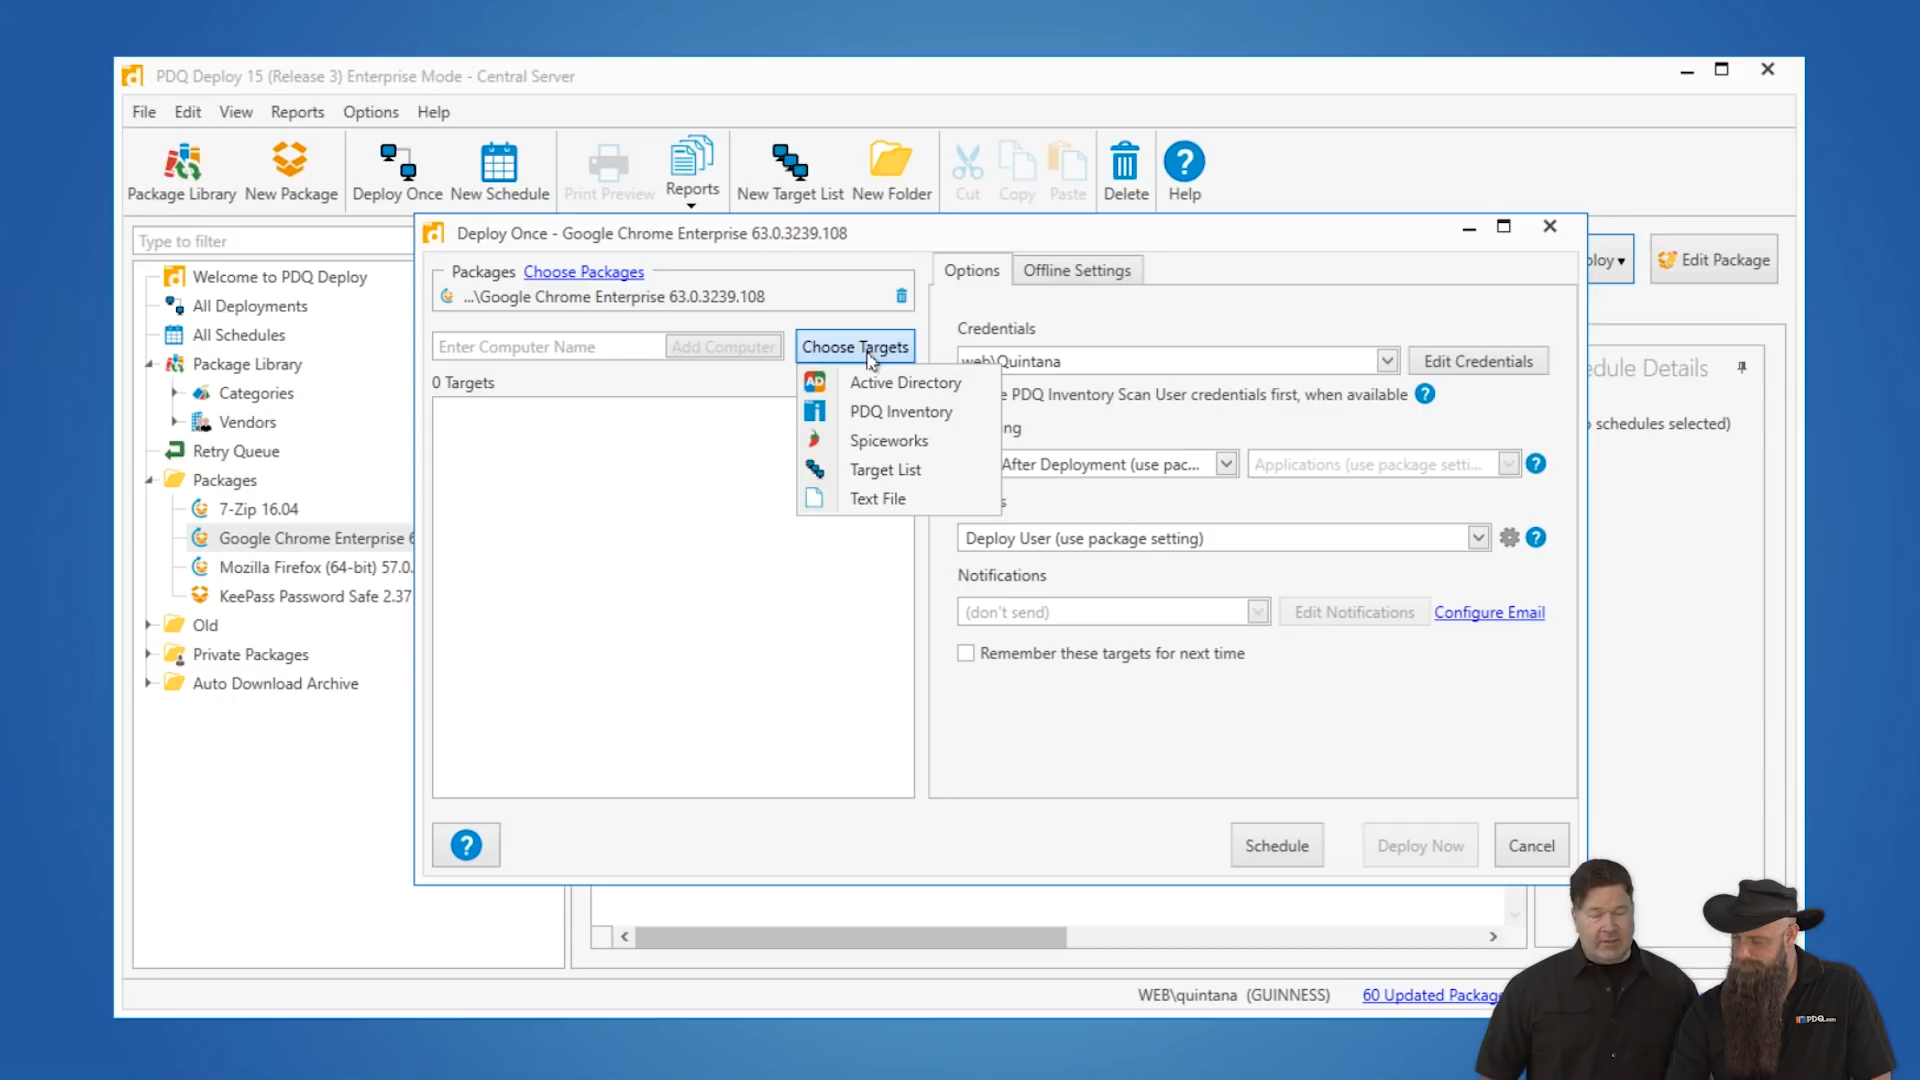 PDQ Deploy 15 (Release 3) Enterprise Mode - Central Server
File Edit View Reports Options Help
Package Library New Package Deploy Once New Schedule Print Preview Reports New Target List New Folder Cut Copy Paste Delete Help
Type to filter
Welcome to PDQ Deploy
All Deployments
All Schedules
Package Library
Categories
Vendors
Retry Queue
Packages
7-Zip 16.04
Google Chrome Enterprise 6
Mozilla Firefox (64-bit) 57.0.
KeePass Password Safe 2.37
Old
Private Packages
Auto Download Archive
Deploy Once - Google Chrome Enterprise 63.0.3239.108
Packages Choose Packages
...\Google Chrome Enterprise 63.0.3239.108
Enter Computer Name Add Computer Choose Targets
0 Targets
Active Directory
PDQ Inventory
Spiceworks
Target List
Text File
Options Offline Settings
Credentials
web\Quintana Edit Credentials
e PDQ Inventory Scan User credentials first, when available
ng
After Deployment (use pac... Applications (use package setti...
s
Deploy User (use package setting)
Notifications
(don't send) Edit Notifications Configure Email
Remember these targets for next time
Schedule Deploy Now Cancel
ploy Edit Package
edule Details
schedules selected)
WEB\quintana (GUINNESS) 60 Updated Packag
PDQ.com